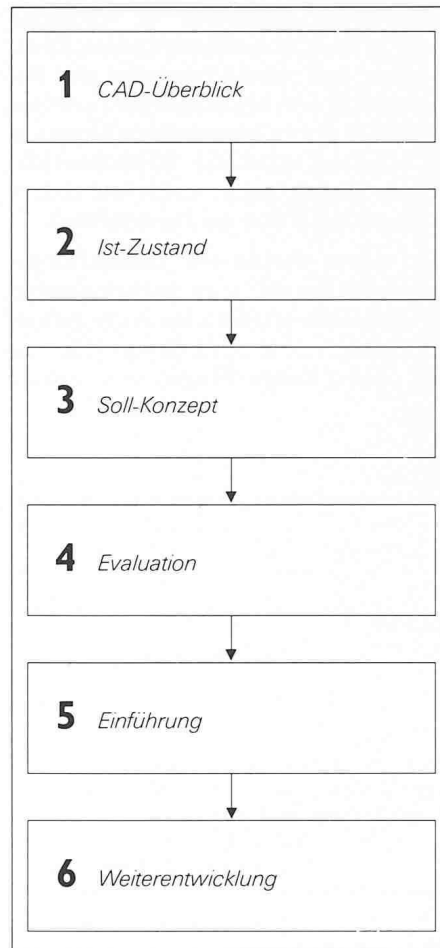 1 CAD-Überblick
2 Ist-Zustand
3 Soll-Konzept
4 Evaluation
5 Einführung
6 Weiterentwicklung